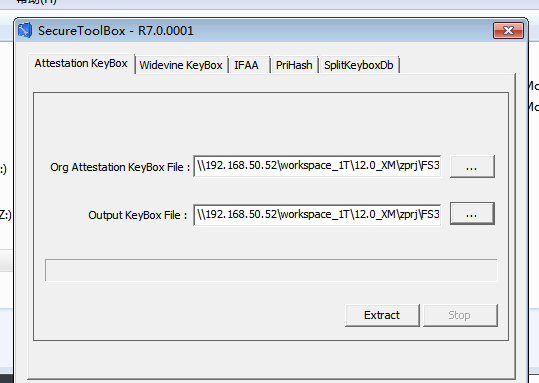 帮助(H)
SecureToolBox - R7.0.0001
Attestation KeyBox Widevine KeyBox IFAA PriHash SplitKeyboxDb
Org Attestation KeyBox File : \\192.168.50.52\workspace_1T\12.0_XM\zprj\FS3 ...
Output KeyBox File : \\192.168.50.52\workspace_1T\12.0_XM\zprj\FS3 ...
Extract Stop
:)
Z:)